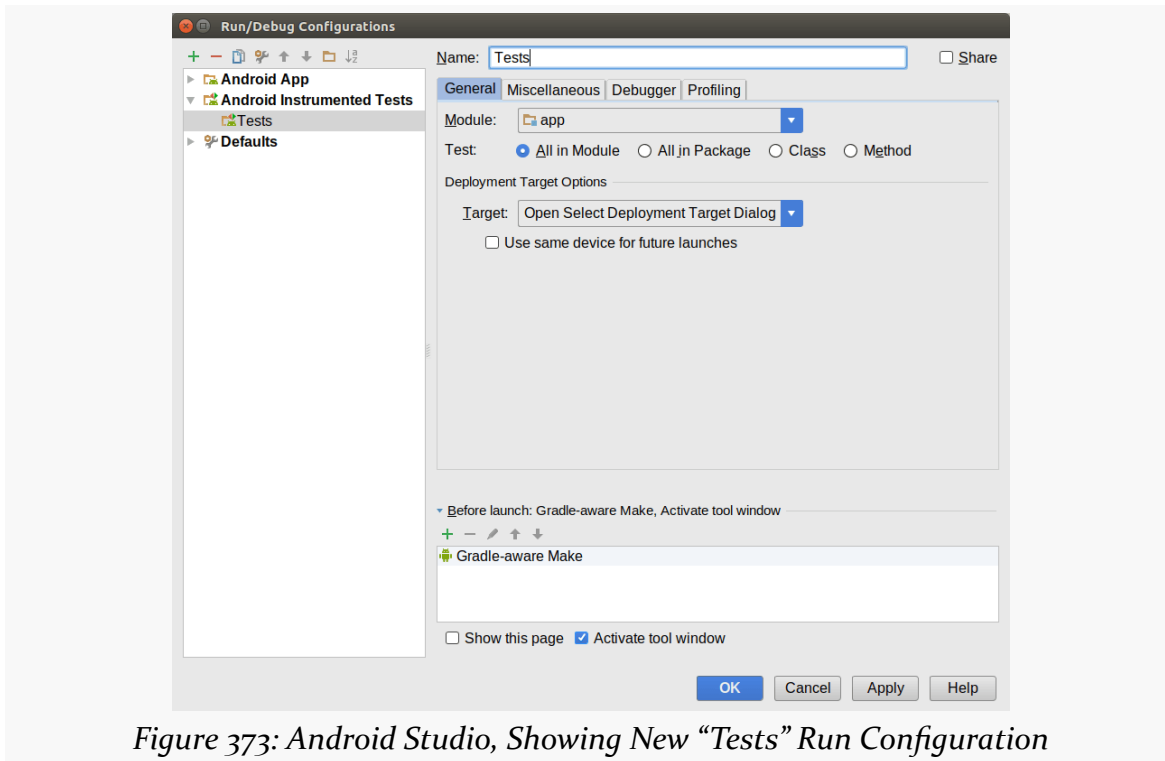 Run/Debug Configurations
Name: Tests Share
Android App
Android Instrumented Tests
Tests
Defaults
General Miscellaneous Debugger Profiling
Module: app
Test: All in Module All in Package Class Method
Deployment Target Options
Target: Open Select Deployment Target Dialog
Use same device for future launches
Before launch: Gradle-aware Make, Activate tool window
Gradle-aware Make
Show this page Activate tool window
OK Cancel Apply Help
Figure 373: Android Studio, Showing New “Tests” Run Configuration